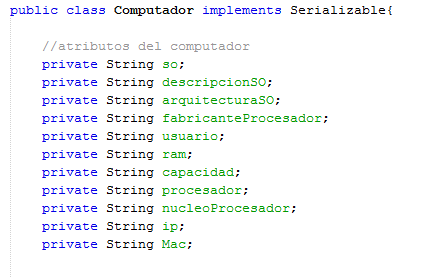 public class Computador implements Serializable{
//atributos del computador
private String so;
private String descripcionSO;
private String arquitecturaSO;
private String fabricanteProcesador;
private String usuario;
private String ram;
private String capacidad;
private String procesador;
private String nucleoProcesador;
private String ip;
private String Mac;